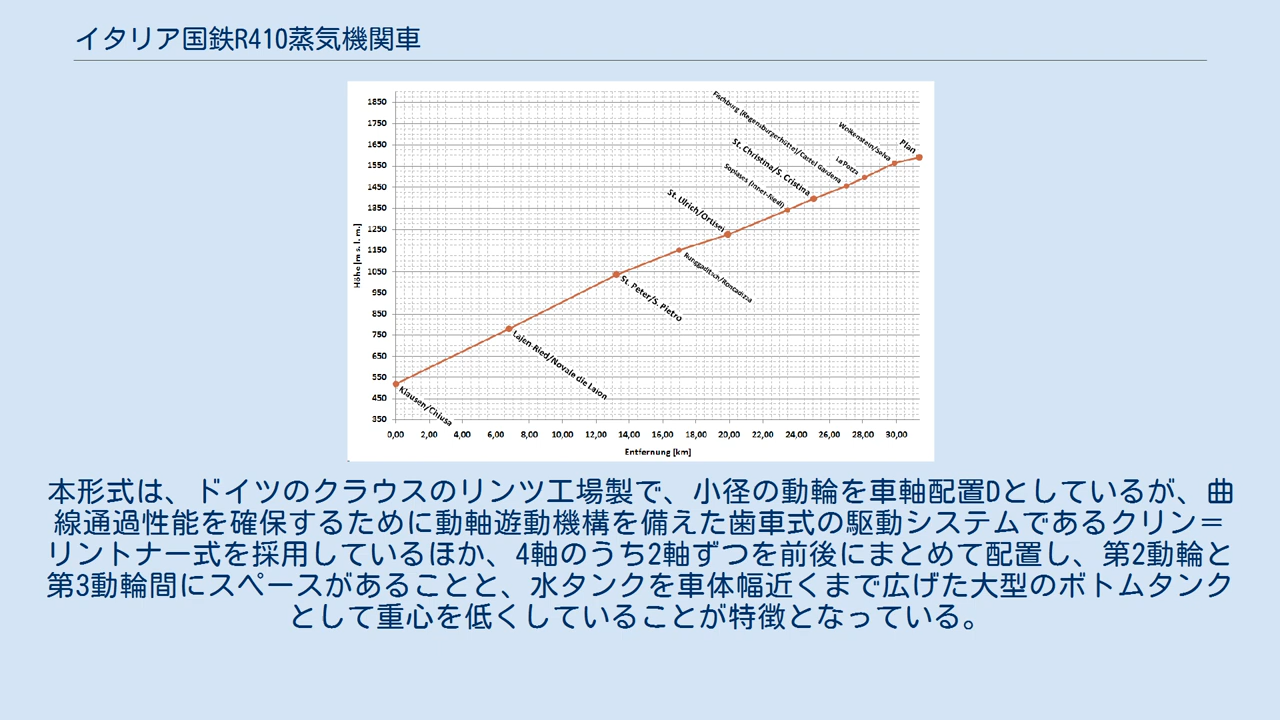 イタリア国鉄R410蒸気機関車
1850
1750
1650
1550
1450
1350
1250
1150
1050
950
850
750
650
550
450
350
Höhe [m s. l. m.]
0,00 2,00 4,00 6,00 8,00 10,00 12,00 14,00 16,00 18,00 20,00 22,00 24,00 26,00 28,00 30,00
Entfernung [km]
Klausen/Chiusa
Lajen-Ried/Novale die Laion
St. Peter/S. Pietro
Runggaditsch/Roncadizza
St. Ulrich/Ortisei
Soplases (Inner-Riedl)
St. Christina/S. Cristina
Fischburg (Regensburgerhütte)/Castel Gardena
La Pozza
Wolkenstein/Selva
Plan
本形式は、ドイツのクラウスのリンツ工場製で、小径の動輪を車軸配置Dとしているが、曲
線通過性能を確保するために動軸遊動機構を備えた歯車式の駆動システムであるクリン＝
リントナー式を採用しているほか、4軸のうち2軸ずつを前後にまとめて配置し、第2動輪と
第3動輪間にスペースがあることと、水タンクを車体幅近くまで広げた大型のボトムタンク
として重心を低くしていることが特徴となっている。